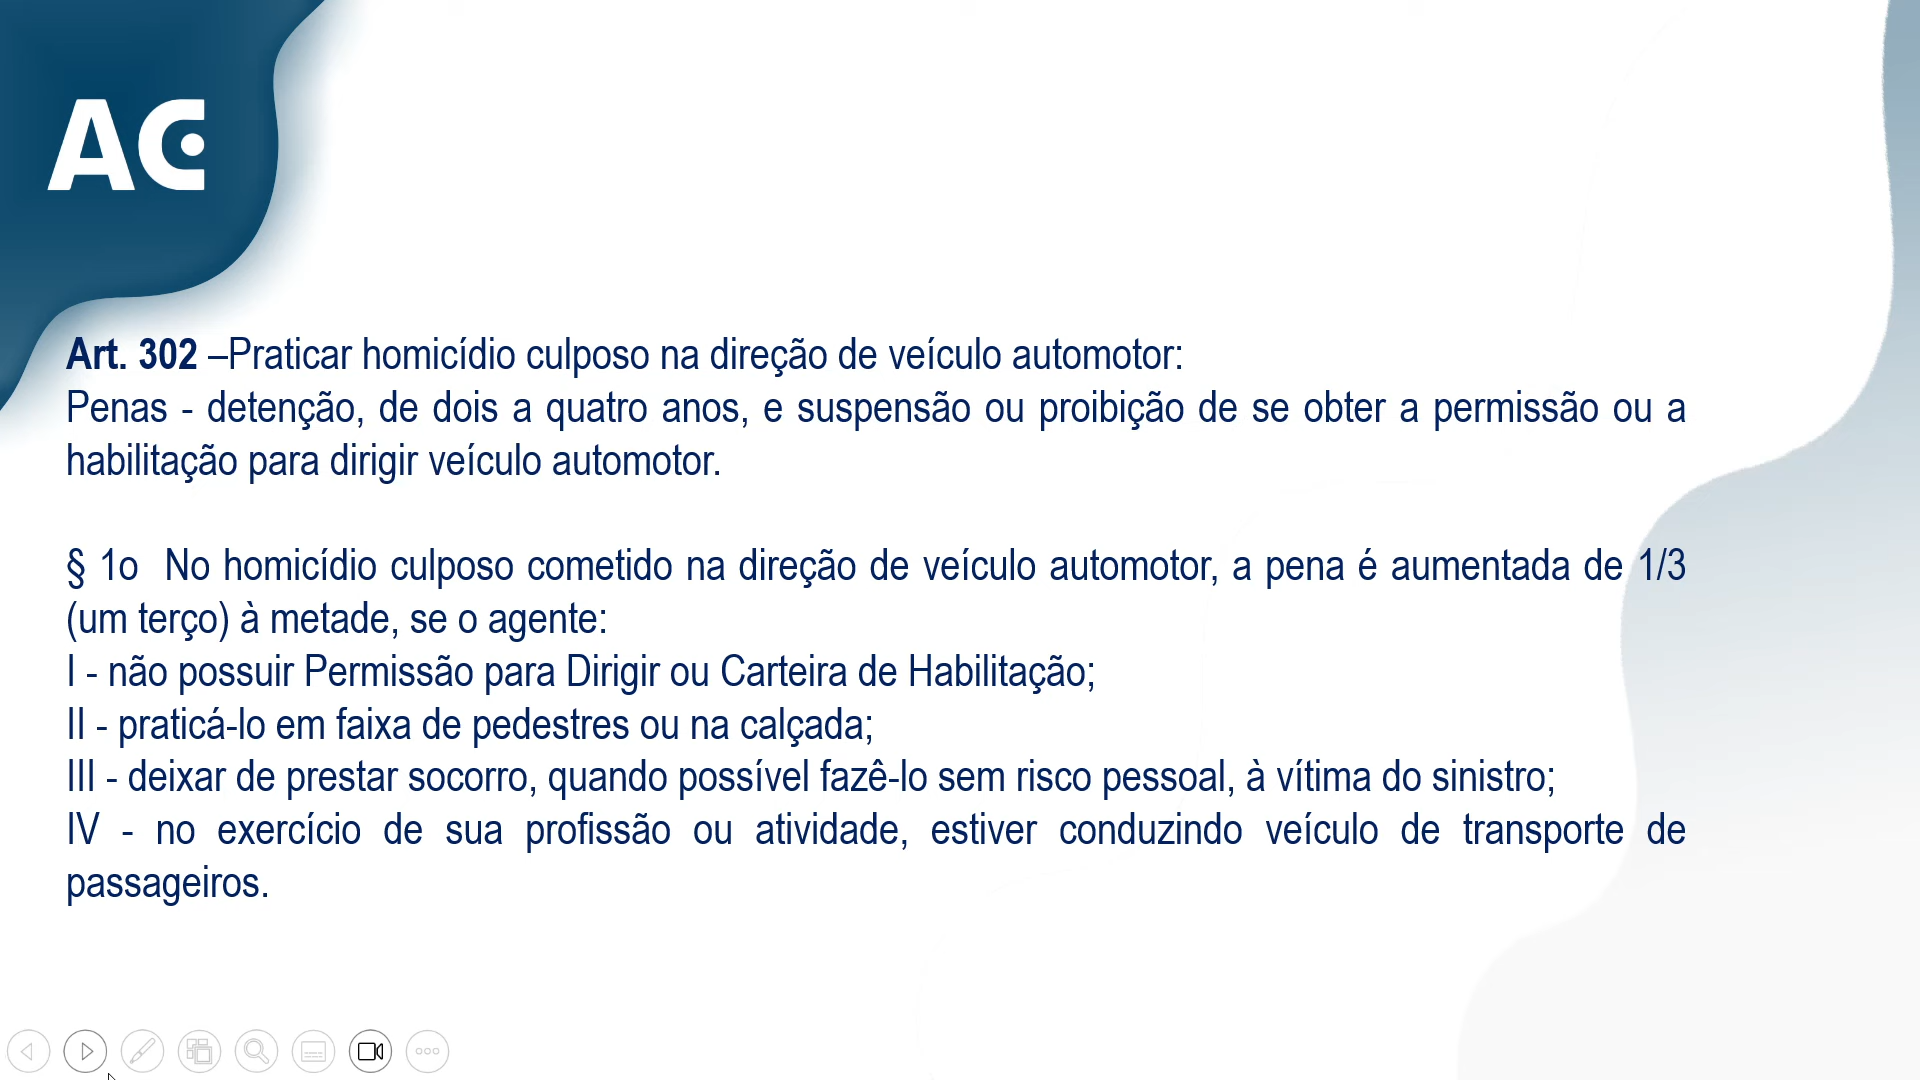 AC
Art. 302 –Praticar homicídio culposo na direção de veículo automotor:
Penas - detenção, de dois a quatro anos, e suspensão ou proibição de se obter a permissão ou a
habilitação para dirigir veículo automotor.
§ 1o No homicídio culposo cometido na direção de veículo automotor, a pena é aumentada de 1/3
(um terço) à metade, se o agente:
I - não possuir Permissão para Dirigir ou Carteira de Habilitação;
II - praticá-lo em faixa de pedestres ou na calçada;
III - deixar de prestar socorro, quando possível fazê-lo sem risco pessoal, à vítima do sinistro;
IV - no exercício de sua profissão ou atividade, estiver conduzindo veículo de transporte de
passageiros.